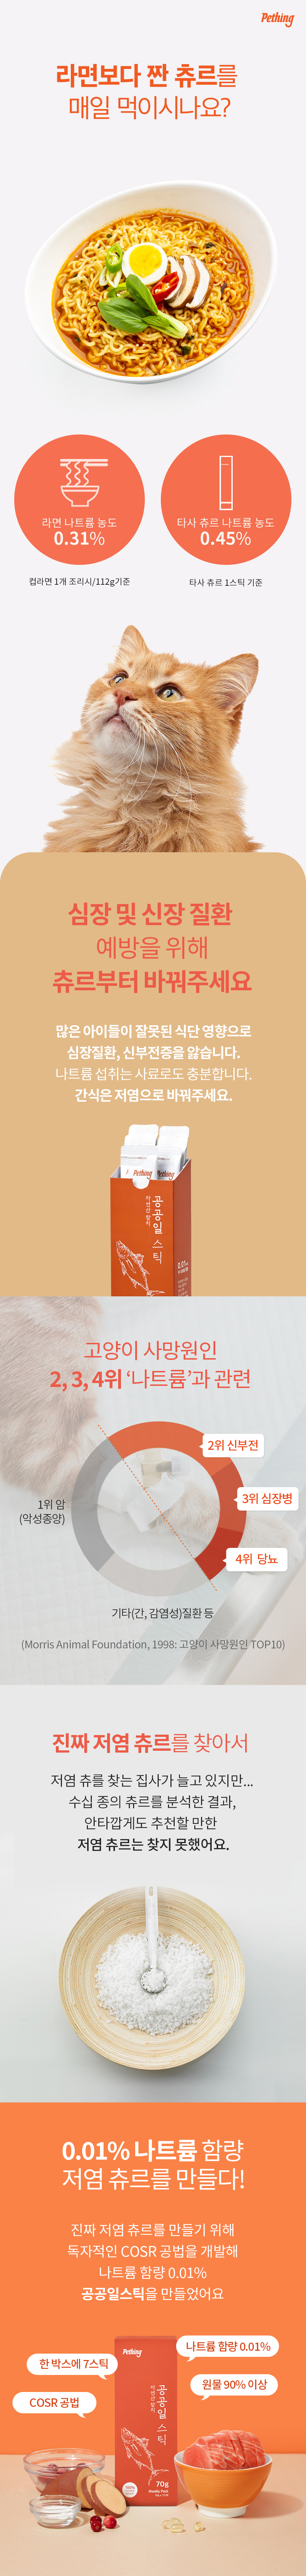 Pething
라면보다 짠 츄르를
매일 먹이시나요?
라면 나트륨 농도
0.31%
타사 츄르 나트륨 농도
0.45%
컵라면 1개 조리시/112g기준
타사 츄르 1스틱 기준
심장 및 신장 질환
예방을 위해
츄르부터 바꿔주세요
많은 아이들이 잘못된 식단 영향으로
심장질환, 신부전증을 앓습니다.
나트륨 섭취는 사료로도 충분합니다.
간식은 저염으로 바꿔주세요.
Pething
Pething
공공일 스틱
자연산 참치
0.01%
고양이 사망원인
2, 3, 4위 ‘나트륨’과 관련
2위 신부전
3위 심장병
1위 암
(악성종양)
4위 당뇨
기타(간, 감염성)질환 등
(Morris Animal Foundation, 1998: 고양이 사망원인 TOP10)
진짜 저염 츄르를 찾아서
저염 츄를 찾는 집사가 늘고 있지만...
수십 종의 츄르를 분석한 결과,
안타깝게도 추천할 만한
저염 츄르는 찾지 못했어요.
0.01% 나트륨 함량
저염 츄르를 만들다!
진짜 저염 츄르를 만들기 위해
독자적인 COSR 공법을 개발해
나트륨 함량 0.01%
공공일스틱을 만들었어요
나트륨 함량 0.01%
한 박스에 7스틱
원물 90% 이상
COSR 공법
Pething
공공일 스틱
자연산 참치
70g